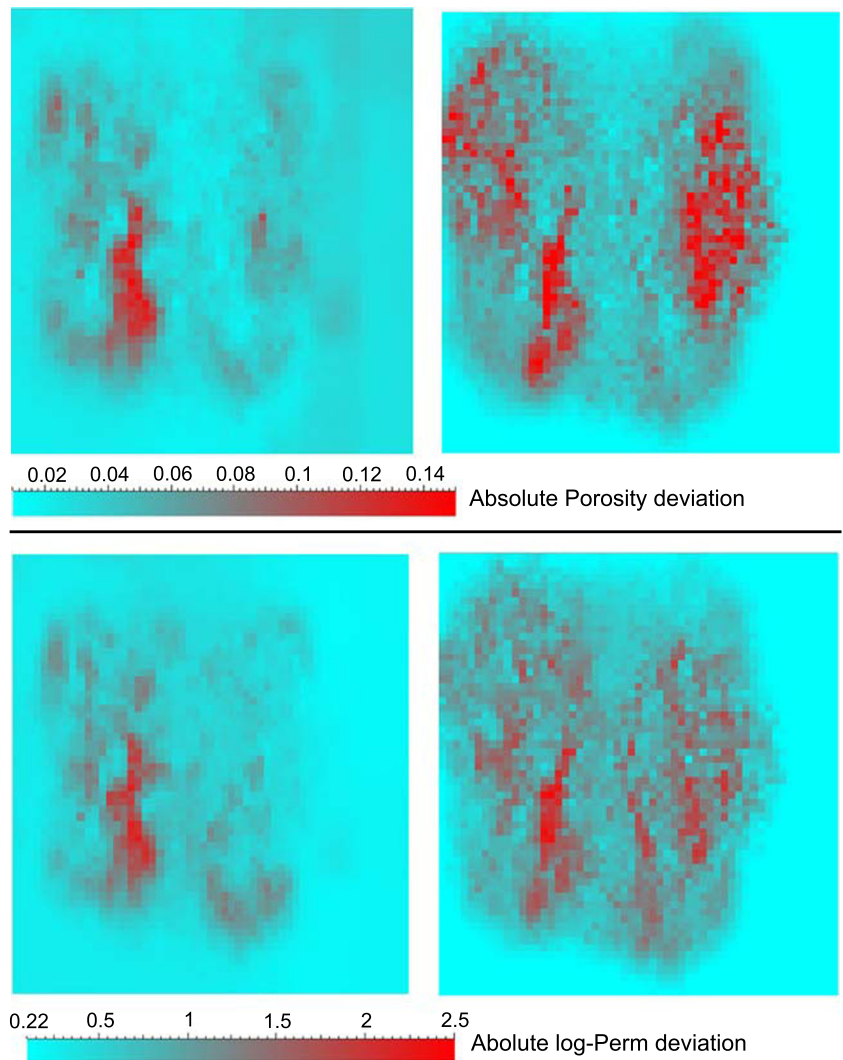 0.02 0.04 0.06 0.08 0.1 0.12 0.14
Absolute Porosity deviation
0.22 0.5 1 1.5 2 2.5
Abolute log-Perm deviation